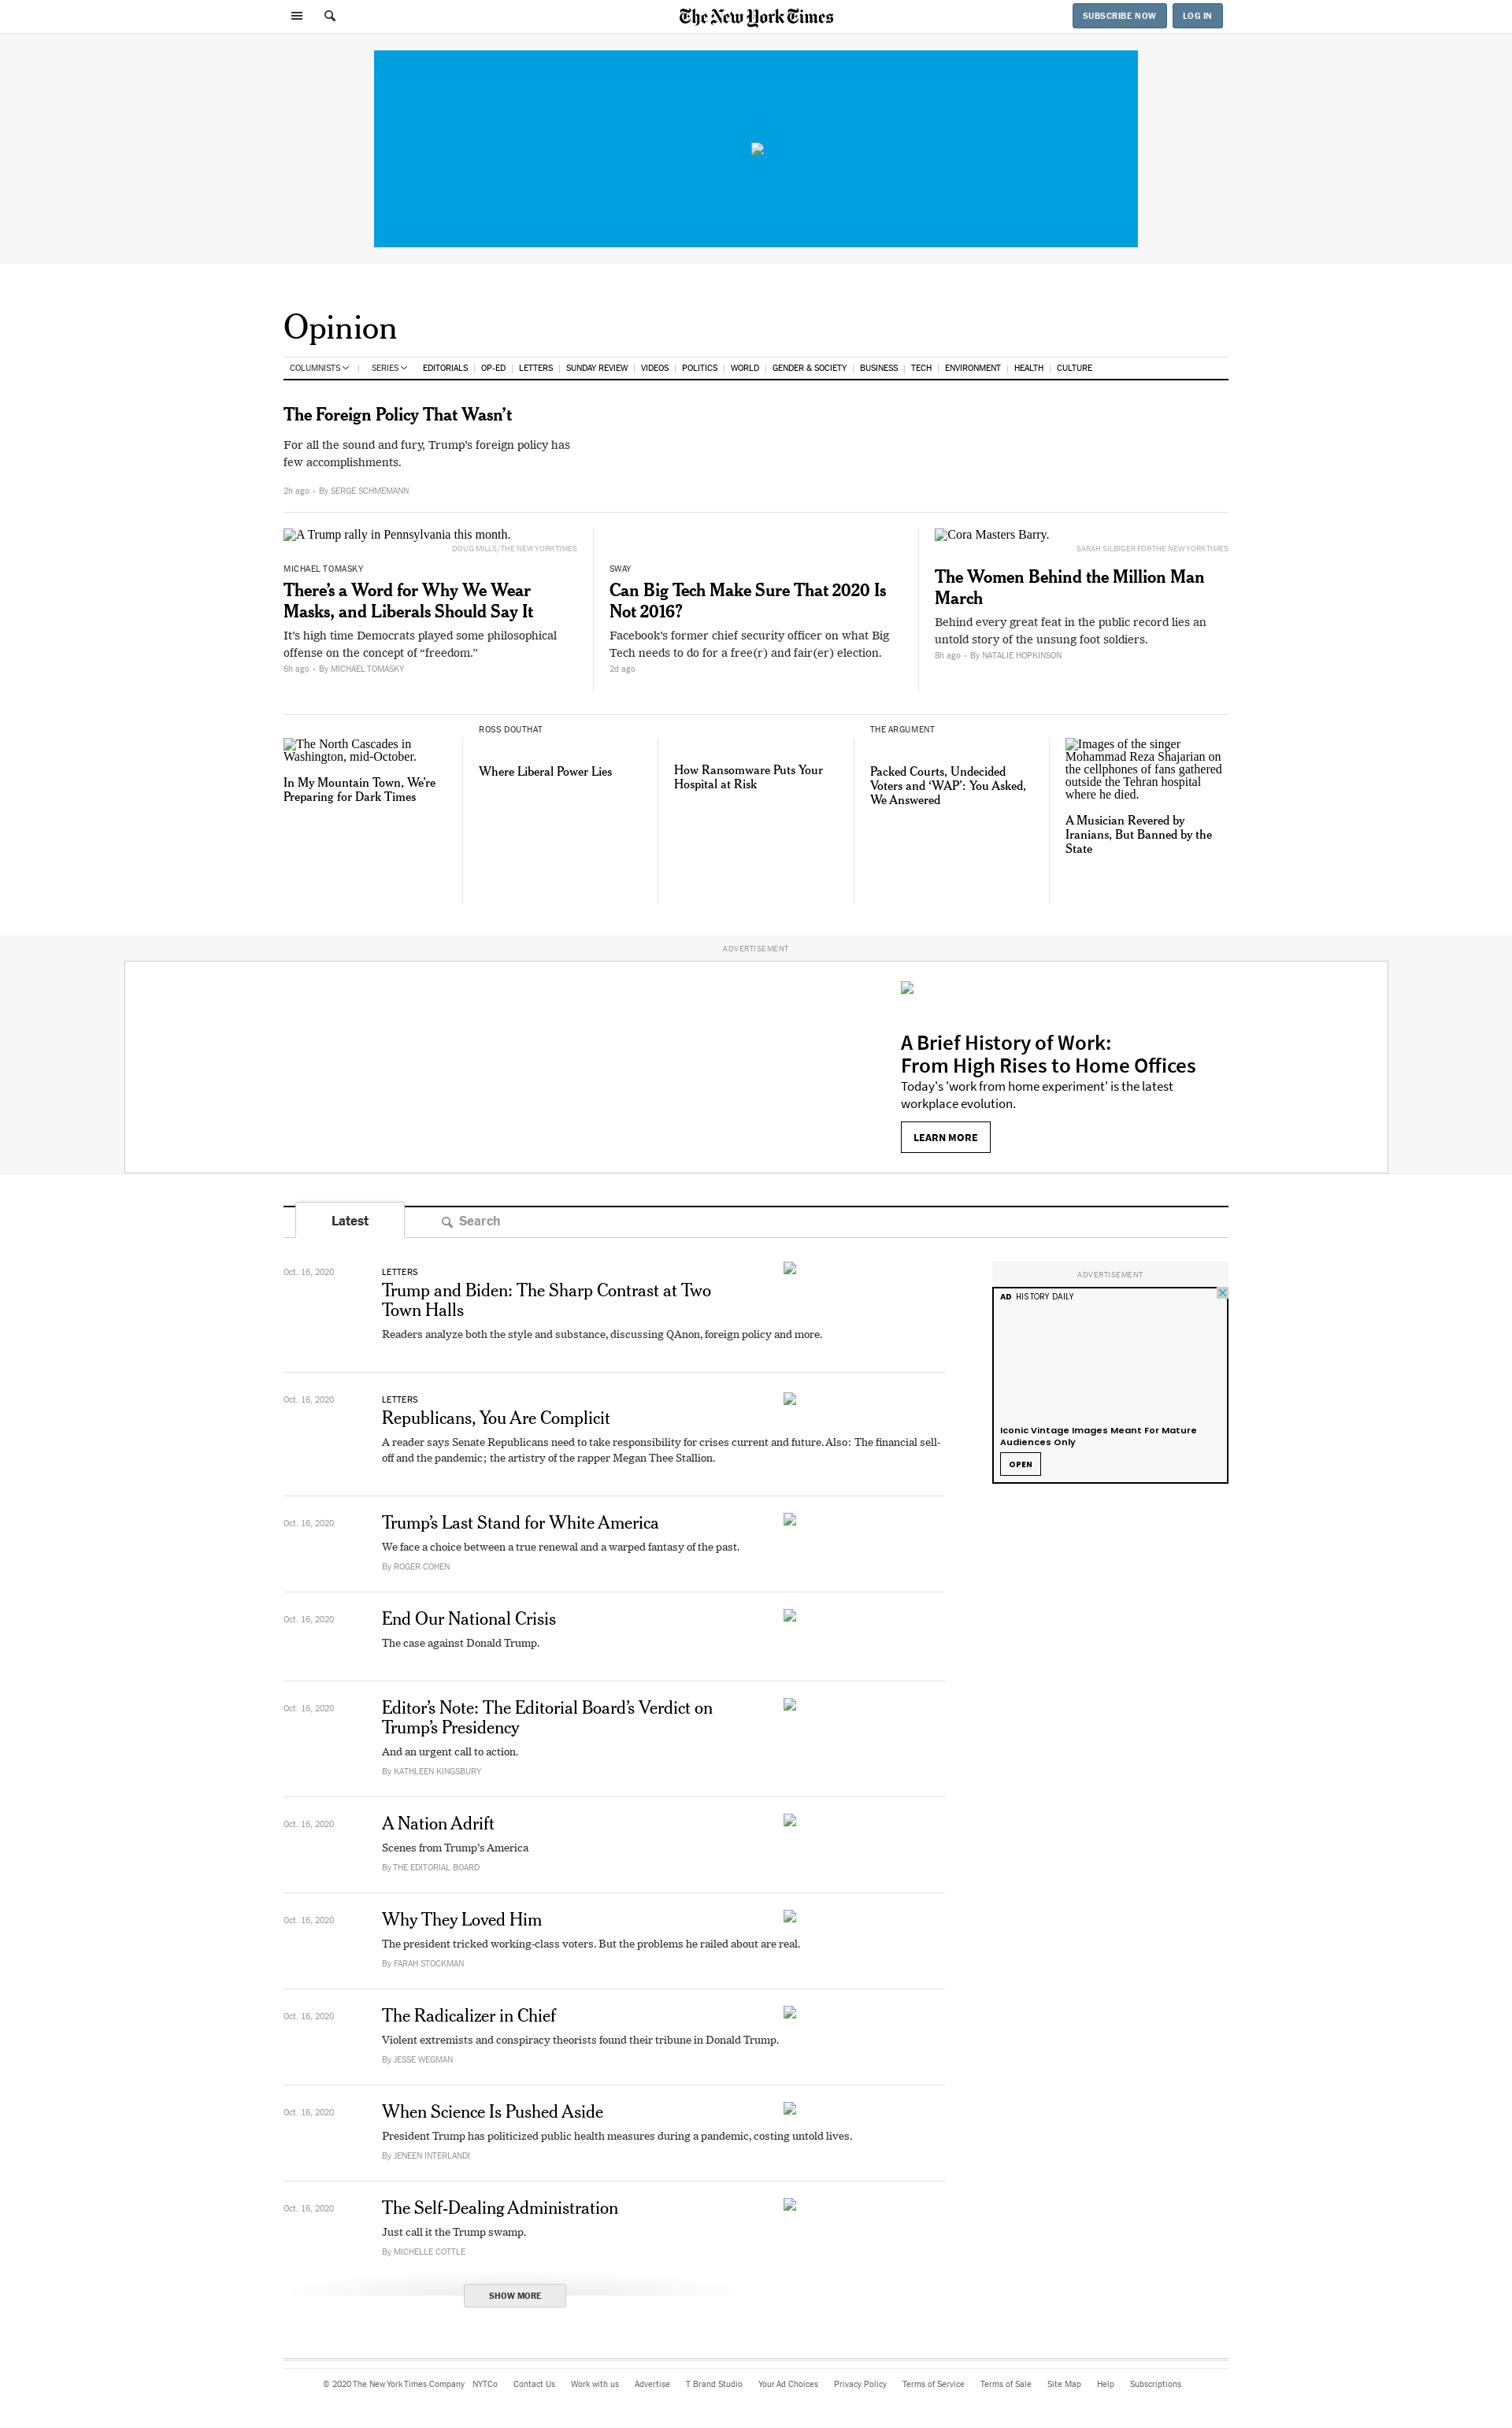 The New York Times
SUBSCRIBE NOW
LOG IN
Opinion
COLUMNISTS
SERIES
EDITORIALS
OP-ED
LETTERS
SUNDAY REVIEW
VIDEOS
POLITICS
WORLD
GENDER & SOCIETY
BUSINESS
TECH
ENVIRONMENT
HEALTH
CULTURE
The Foreign Policy That Wasn’t
For all the sound and fury, Trump’s foreign policy has
few accomplishments.
2h ago • By SERGE SCHMEMANN
A Trump rally in Pennsylvania this month.
DOUG MILLS/THE NEW YORK TIMES
MICHAEL TOMASKY
There’s a Word for Why We Wear
Masks, and Liberals Should Say It
It’s high time Democrats played some philosophical
offense on the concept of “freedom.”
6h ago • By MICHAEL TOMASKY
SWAY
Can Big Tech Make Sure That 2020 Is
Not 2016?
Facebook’s former chief security officer on what Big
Tech needs to do for a free(r) and fair(er) election.
2d ago
Cora Masters Barry.
SARAH SILBIGER FOR THE NEW YORK TIMES
The Women Behind the Million Man
March
Behind every great feat in the public record lies an
untold story of the unsung foot soldiers.
8h ago • By NATALIE HOPKINSON
The North Cascades in
Washington, mid-October.
In My Mountain Town, We’re
Preparing for Dark Times
ROSS DOUTHAT
Where Liberal Power Lies
How Ransomware Puts Your
Hospital at Risk
THE ARGUMENT
Packed Courts, Undecided
Voters and ‘WAP’: You Asked,
We Answered
Images of the singer
Mohammad Reza Shajarian on
the cellphones of fans gathered
outside the Tehran hospital
where he died.
A Musician Revered by
Iranians, But Banned by the
State
ADVERTISEMENT
A Brief History of Work:
From High Rises to Home Offices
Today's 'work from home experiment' is the latest
workplace evolution.
LEARN MORE
Latest
Search
Oct. 16, 2020
LETTERS
Trump and Biden: The Sharp Contrast at Two
Town Halls
Readers analyze both the style and substance, discussing QAnon, foreign policy and more.
ADVERTISEMENT
AD HISTORY DAILY
Iconic Vintage Images Meant For Mature
Audiences Only
OPEN
Oct. 16, 2020
LETTERS
Republicans, You Are Complicit
A reader says Senate Republicans need to take responsibility for crises current and future. Also: The financial sell-
off and the pandemic; the artistry of the rapper Megan Thee Stallion.
Oct. 16, 2020
Trump’s Last Stand for White America
We face a choice between a true renewal and a warped fantasy of the past.
By ROGER COHEN
Oct. 16, 2020
End Our National Crisis
The case against Donald Trump.
Oct. 16, 2020
Editor’s Note: The Editorial Board’s Verdict on
Trump’s Presidency
And an urgent call to action.
By KATHLEEN KINGSBURY
Oct. 16, 2020
A Nation Adrift
Scenes from Trump’s America
By THE EDITORIAL BOARD
Oct. 16, 2020
Why They Loved Him
The president tricked working-class voters. But the problems he railed about are real.
By FARAH STOCKMAN
Oct. 16, 2020
The Radicalizer in Chief
Violent extremists and conspiracy theorists found their tribune in Donald Trump.
By JESSE WEGMAN
Oct. 16, 2020
When Science Is Pushed Aside
President Trump has politicized public health measures during a pandemic, costing untold lives.
By JENEEN INTERLANDI
Oct. 16, 2020
The Self-Dealing Administration
Just call it the Trump swamp.
By MICHELLE COTTLE
SHOW MORE
© 2020 The New York Times Company
NYTCo
Contact Us
Work with us
Advertise
T Brand Studio
Your Ad Choices
Privacy Policy
Terms of Service
Terms of Sale
Site Map
Help
Subscriptions